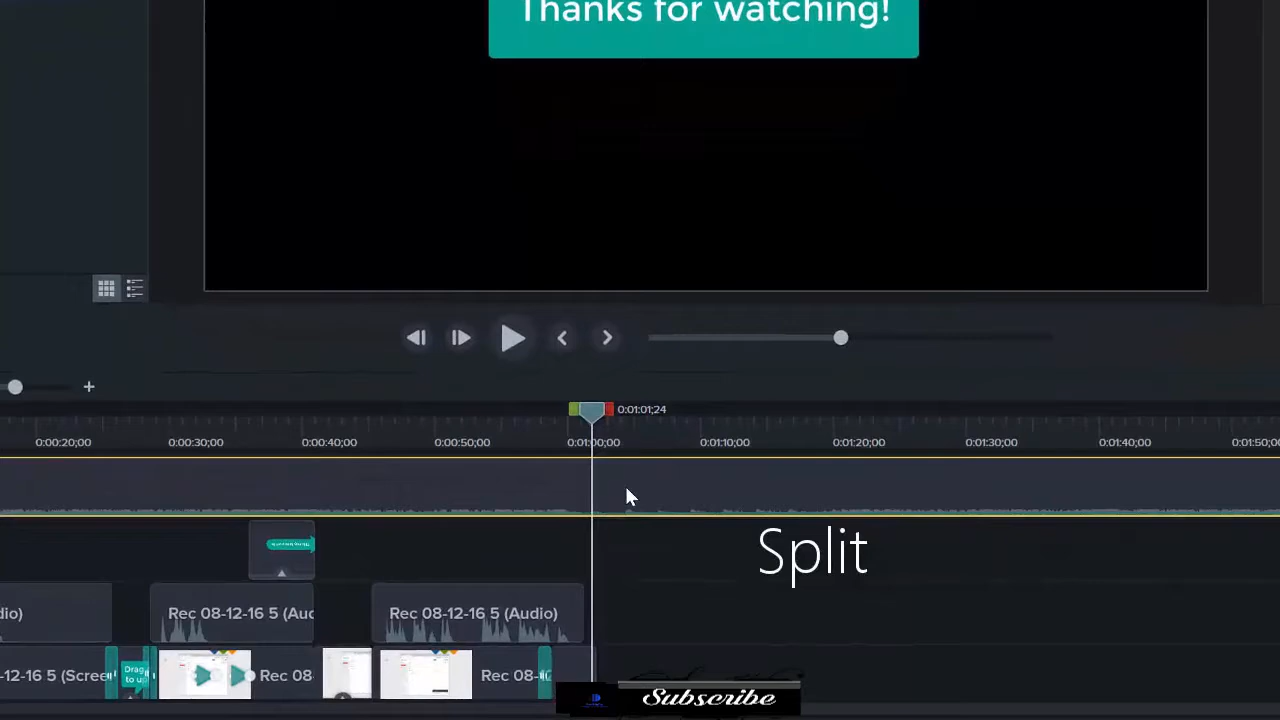 Thanks for watching!
0:01:01;24
0:00:20;00 0:00:30;00 0:00:40;00 0:00:50;00 0:01:00;00 0:01:10;00 0:01:20;00 0:01:30;00 0:01:40;00 0:01:50;00
Split
dio) Rec 08-12-16 5 (Aud Rec 08-12-16 5 (Audio)
-12-16 5 (Scree Drag Rec 08 Rec 08-
to up
Subscribe